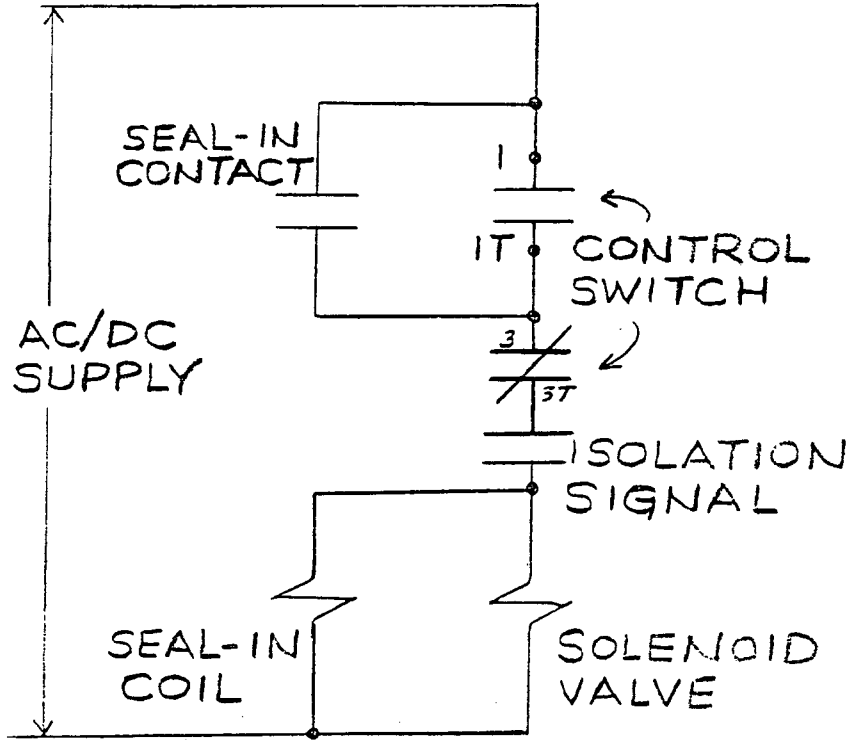 SEAL-IN
CONTACT
1
1T
CONTROL
SWITCH
AC/DC
SUPPLY
3
3T
ISOLATION
SIGNAL
SEAL-IN
COIL
SOLENOID
VALVE